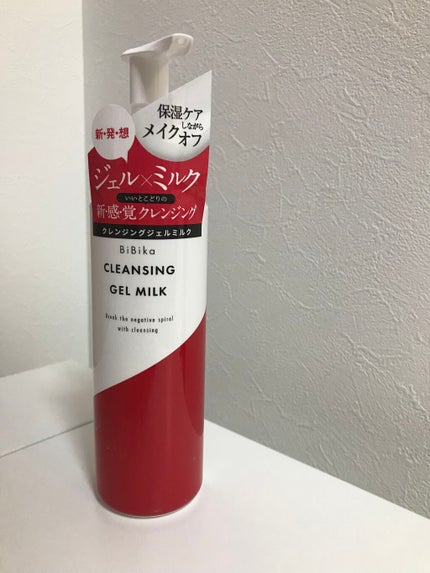 保湿ケア
しながら
メイクオフ
新・発・想
ジェル×ミルク
いいとこどりの
新・感・覚クレンジング
クレンジングジェルミルク
BiBika
CLEANSING
GEL MILK
Break the negative spiral
with cleansing